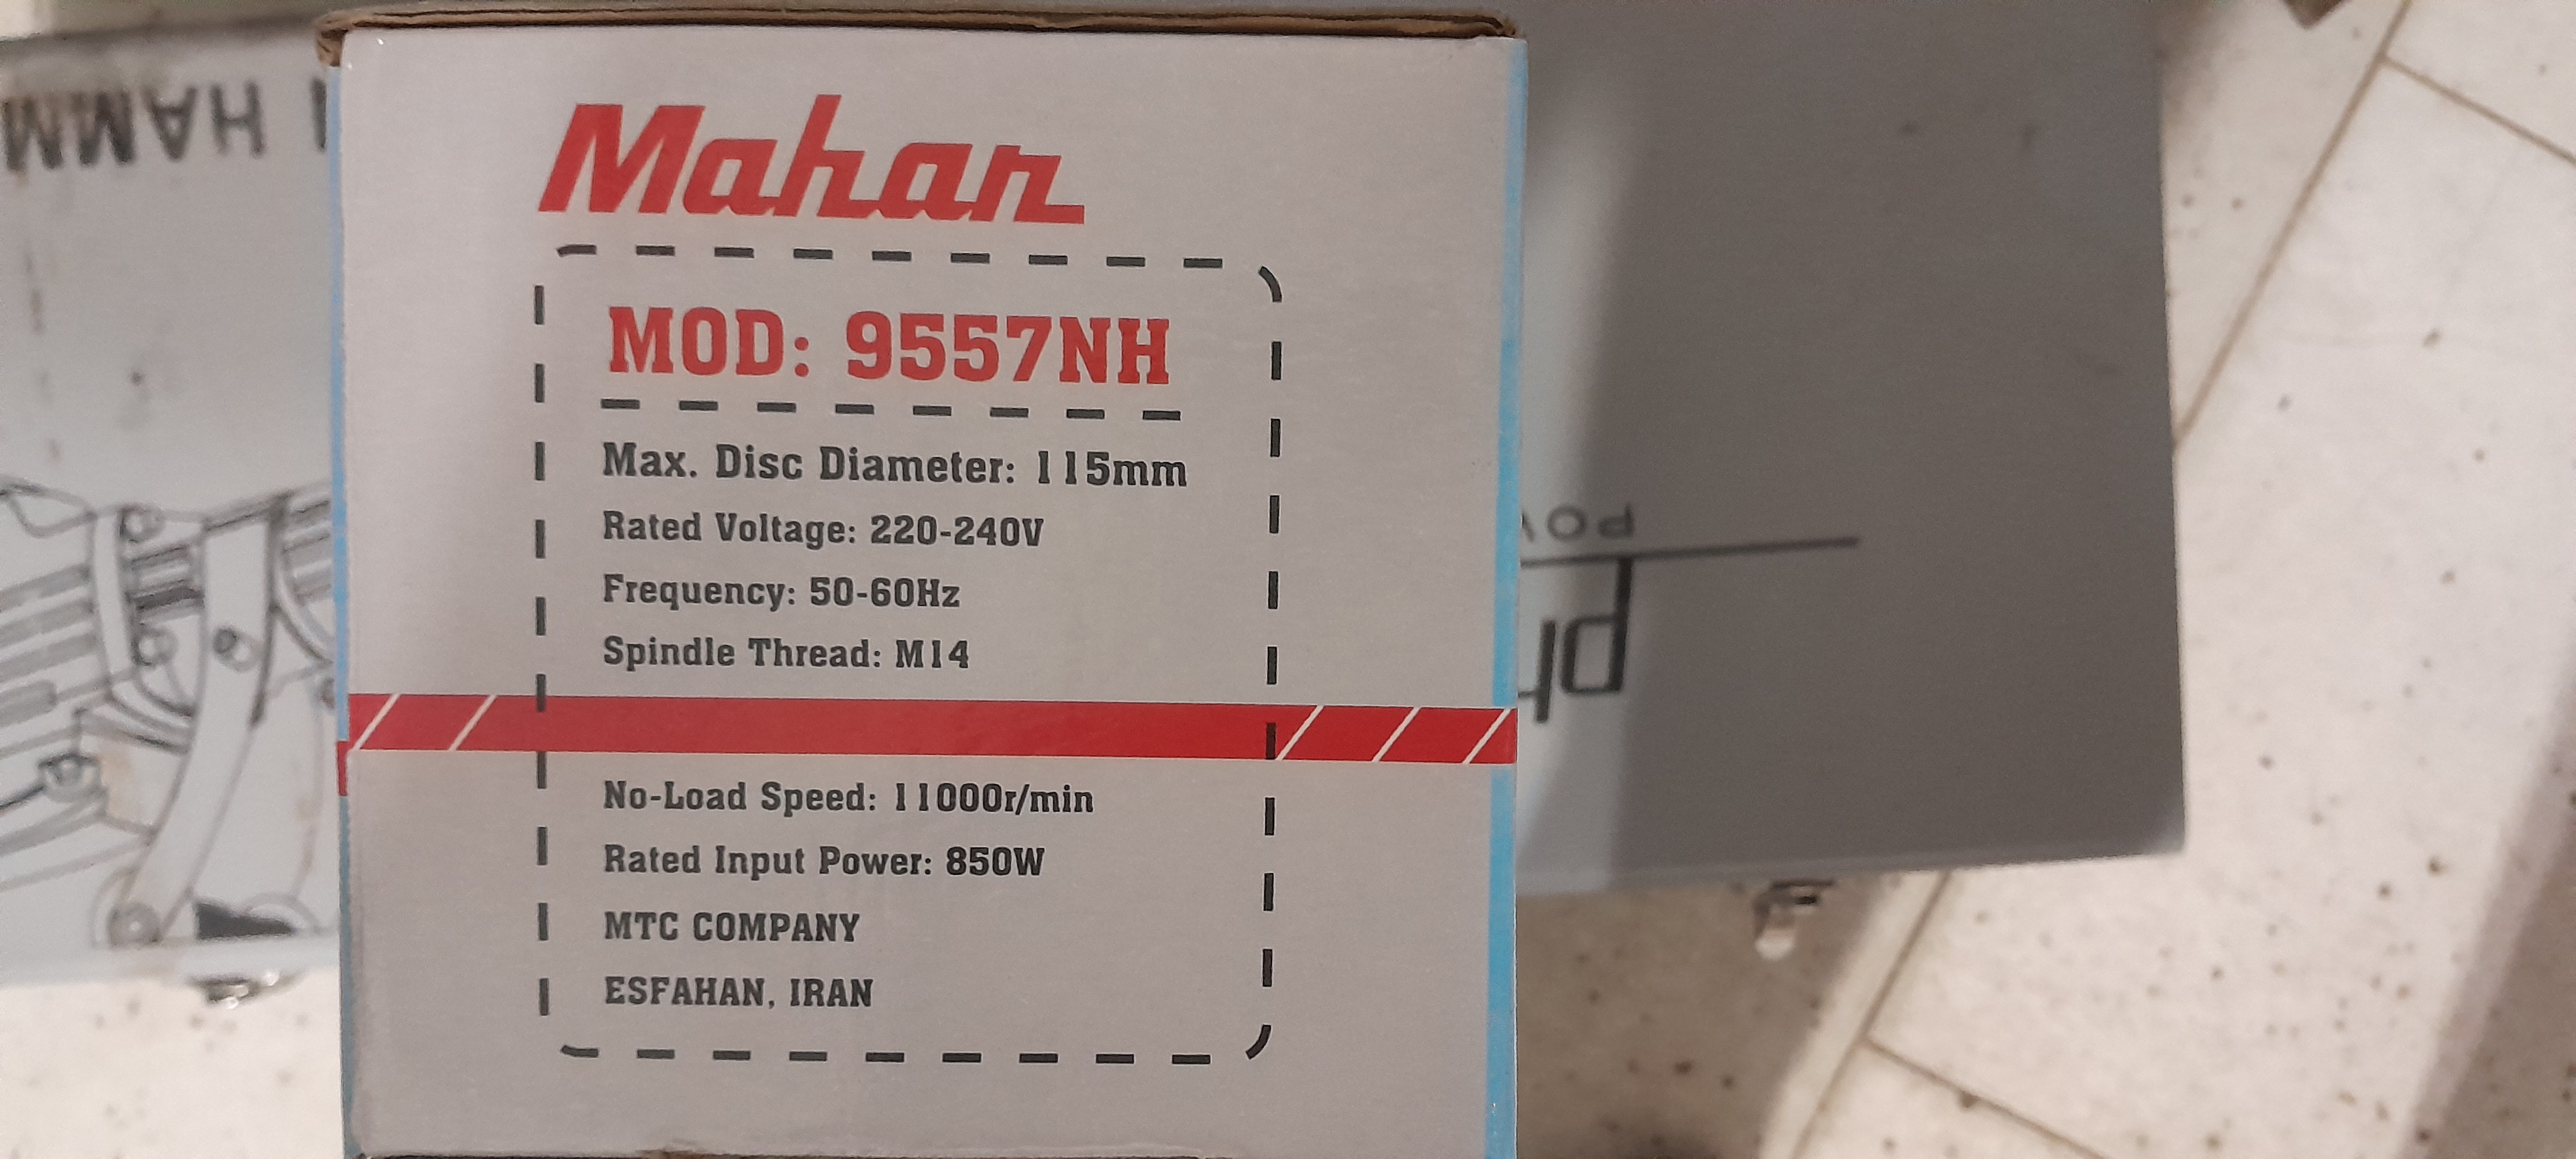 Mahan
MOD: 9557NH
Max. Disc Diameter: 115mm
Rated Voltage: 220-240V
Frequency: 50-60Hz
Spindle Thread: M14
No-Load Speed: 11000r/min
Rated Input Power: 850W
MTC COMPANY
ESFAHAN, IRAN
HAMM